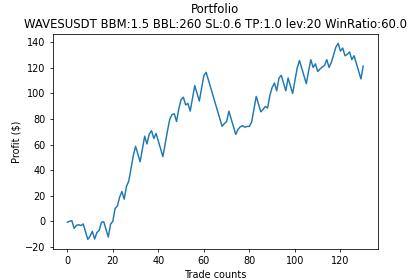 Portfolio
WAVESUSDT BBM:1.5 BBL:260 SL:0.6 TP:1.0 lev:20 WinRatio:60.0
140
120
100
80
60
40
20
0
−20
Profit ($)
0 20 40 60 80 100 120
Trade counts